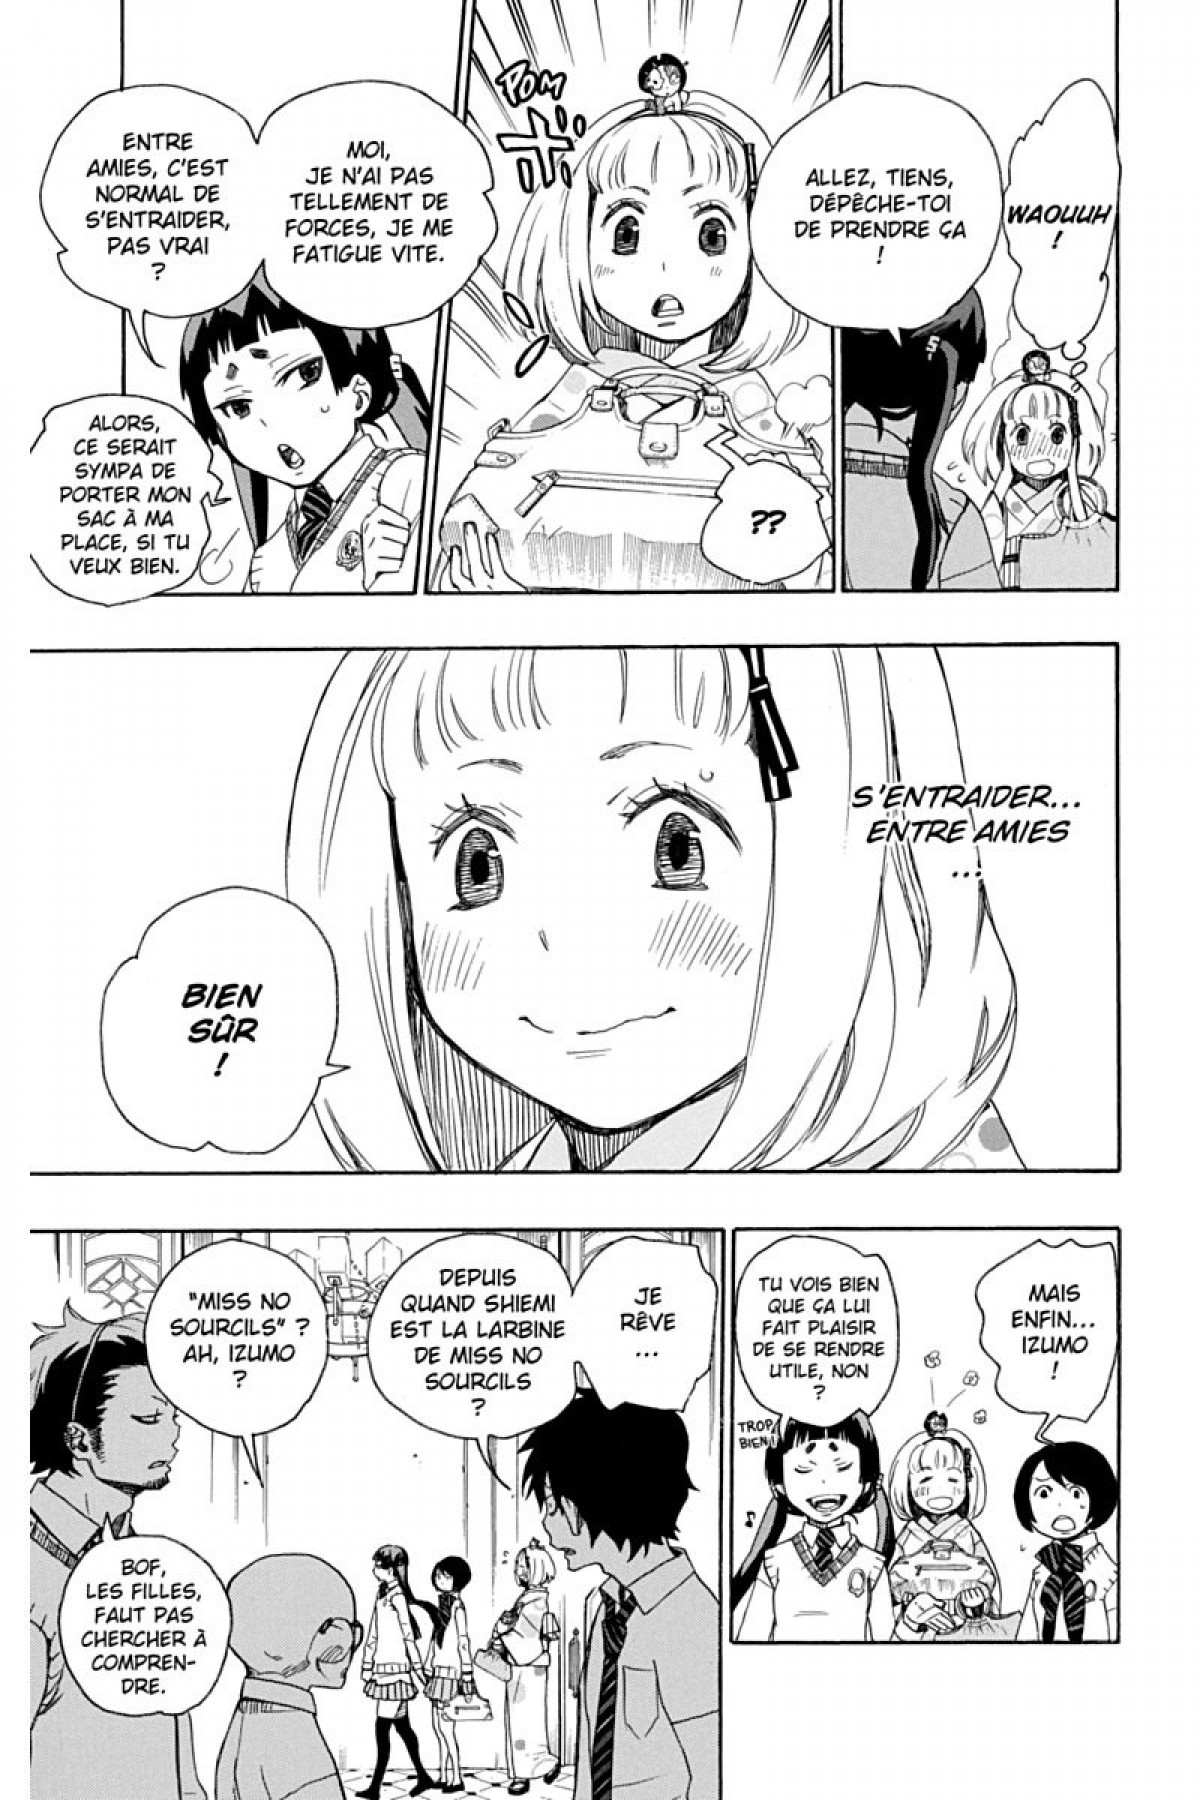 WAOUUH
!
ALLEZ, TIENS,
DÉPÊCHE-TOI
DE PRENDRE ÇA
!
POM
ボ
??
MOI,
JE N'AI PAS
TELLEMENT DE
FORCES, JE ME
FATIGUE VITE.
ENTRE
AMIES, C'EST
NORMAL DE
S'ENTRAIDER,
PAS VRAI
?
ALORS,
CE SERAIT
SYMPA DE
PORTER MON
SAC À MA
PLACE, SI TU
VEUX BIEN.
S'ENTRAIDER...
ENTRE AMIES
...
BIEN
SÛR
!
MAIS
ENFIN...
IZUMO
!
TU VOIS BIEN
QUE ÇA LUI
FAIT PLAISIR
DE SE RENDRE
UTILE, NON
?
TROP
BIEN!
JE
RÊVE
...
DEPUIS
QUAND SHIEMI
EST LA LARBINE
DE MISS NO
SOURCILS
?
"MISS NO
SOURCILS" ?
AH, IZUMO
?
BOF,
LES FILLES,
FAUT PAS
CHERCHER À
COMPREN-
DRE.